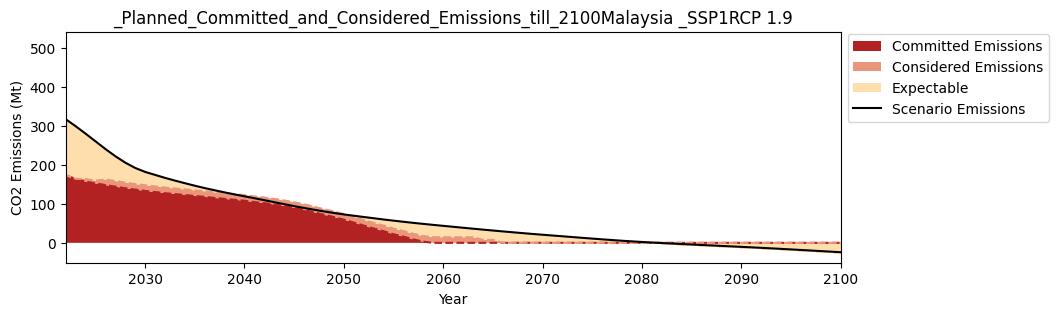 _Planned_Committed_and_Considered_Emissions_till_2100Malaysia _SSP1RCP 1.9
CO2 Emissions (Mt)
500
400
300
200
100
0
2030 2040 2050 2060 2070 2080 2090 2100
Year
Committed Emissions
Considered Emissions
Expectable
Scenario Emissions